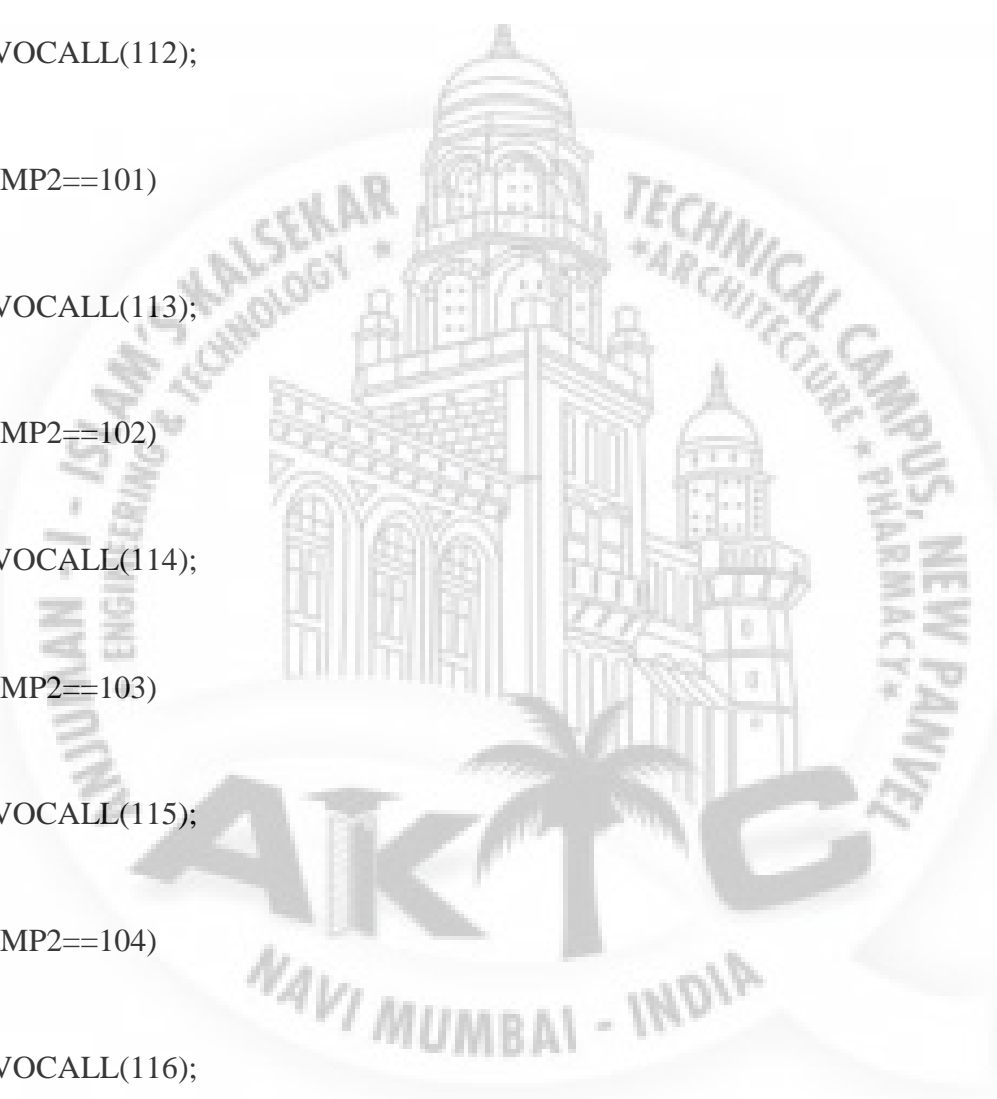 VOCALL(112);
MP2==101)
VOCALL(113);
MP2==102)
VOCALL(114);
MP2==103)
VOCALL(115);
MP2==104)
VOCALL(116);
ANJUMAN - I - ISLAM'S KALSEKAR TECHNICAL CAMPUS, NEW PANVEL
ENGINEERING & TECHNOLOGY * *ARCHITECTURE * PHARMACY*
AKTC
NAVI MUMBAI - INDIA